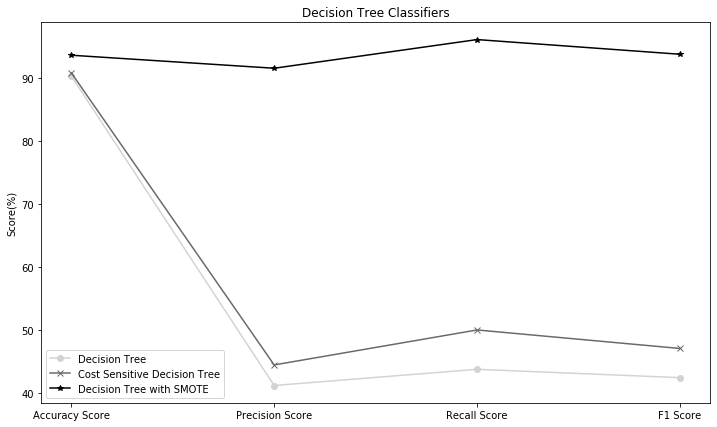 Decision Tree Classifiers
Score(%)
90
80
70
60
50
40
Decision Tree
Cost Sensitive Decision Tree
Decision Tree with SMOTE
Accuracy Score
Precision Score
Recall Score
F1 Score